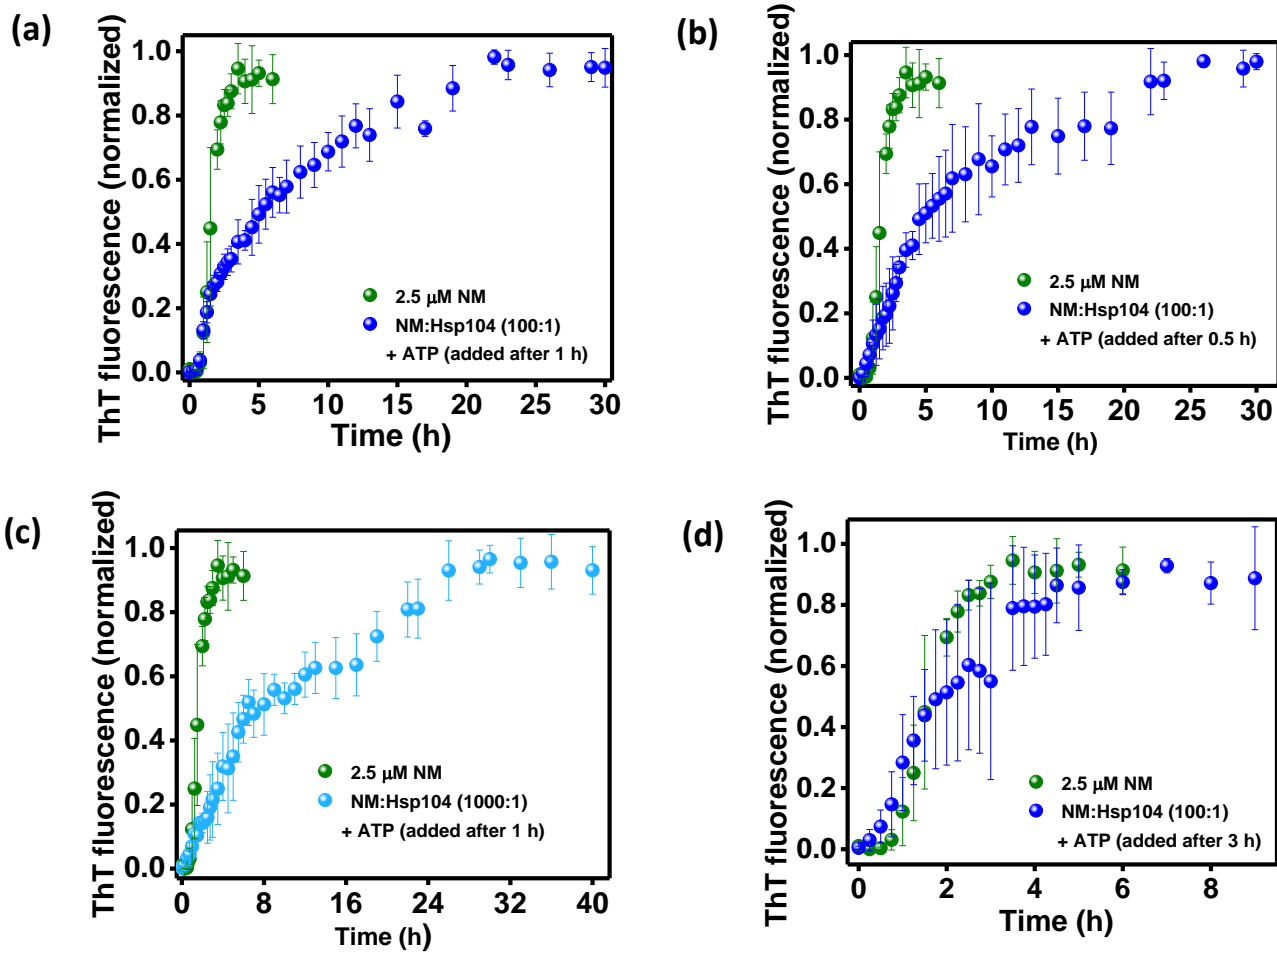 (a)
ThT fluorescence (normalized)
1.0
0.8
0.6
0.4
0.2
0.0
2.5 μM NM
NM:Hsp104 (100:1)
+ ATP (added after 1 h)
0 5 10 15 20 25 30
Time (h)
(b)
ThT fluorescence (normalized)
1.0
0.8
0.6
0.4
0.2
0.0
2.5 μM NM
NM:Hsp104 (100:1)
+ ATP (added after 0.5 h)
0 5 10 15 20 25 30
Time (h)
(c)
ThT fluorescence (normalized)
1.0
0.8
0.6
0.4
0.2
0.0
2.5 μM NM
NM:Hsp104 (1000:1)
+ ATP (added after 1 h)
0 8 16 24 32 40
Time (h)
(d)
ThT fluorescence (normalized)
1.0
0.8
0.6
0.4
0.2
0.0
2.5 μM NM
NM:Hsp104 (100:1)
+ ATP (added after 3 h)
0 2 4 6 8
Time (h)